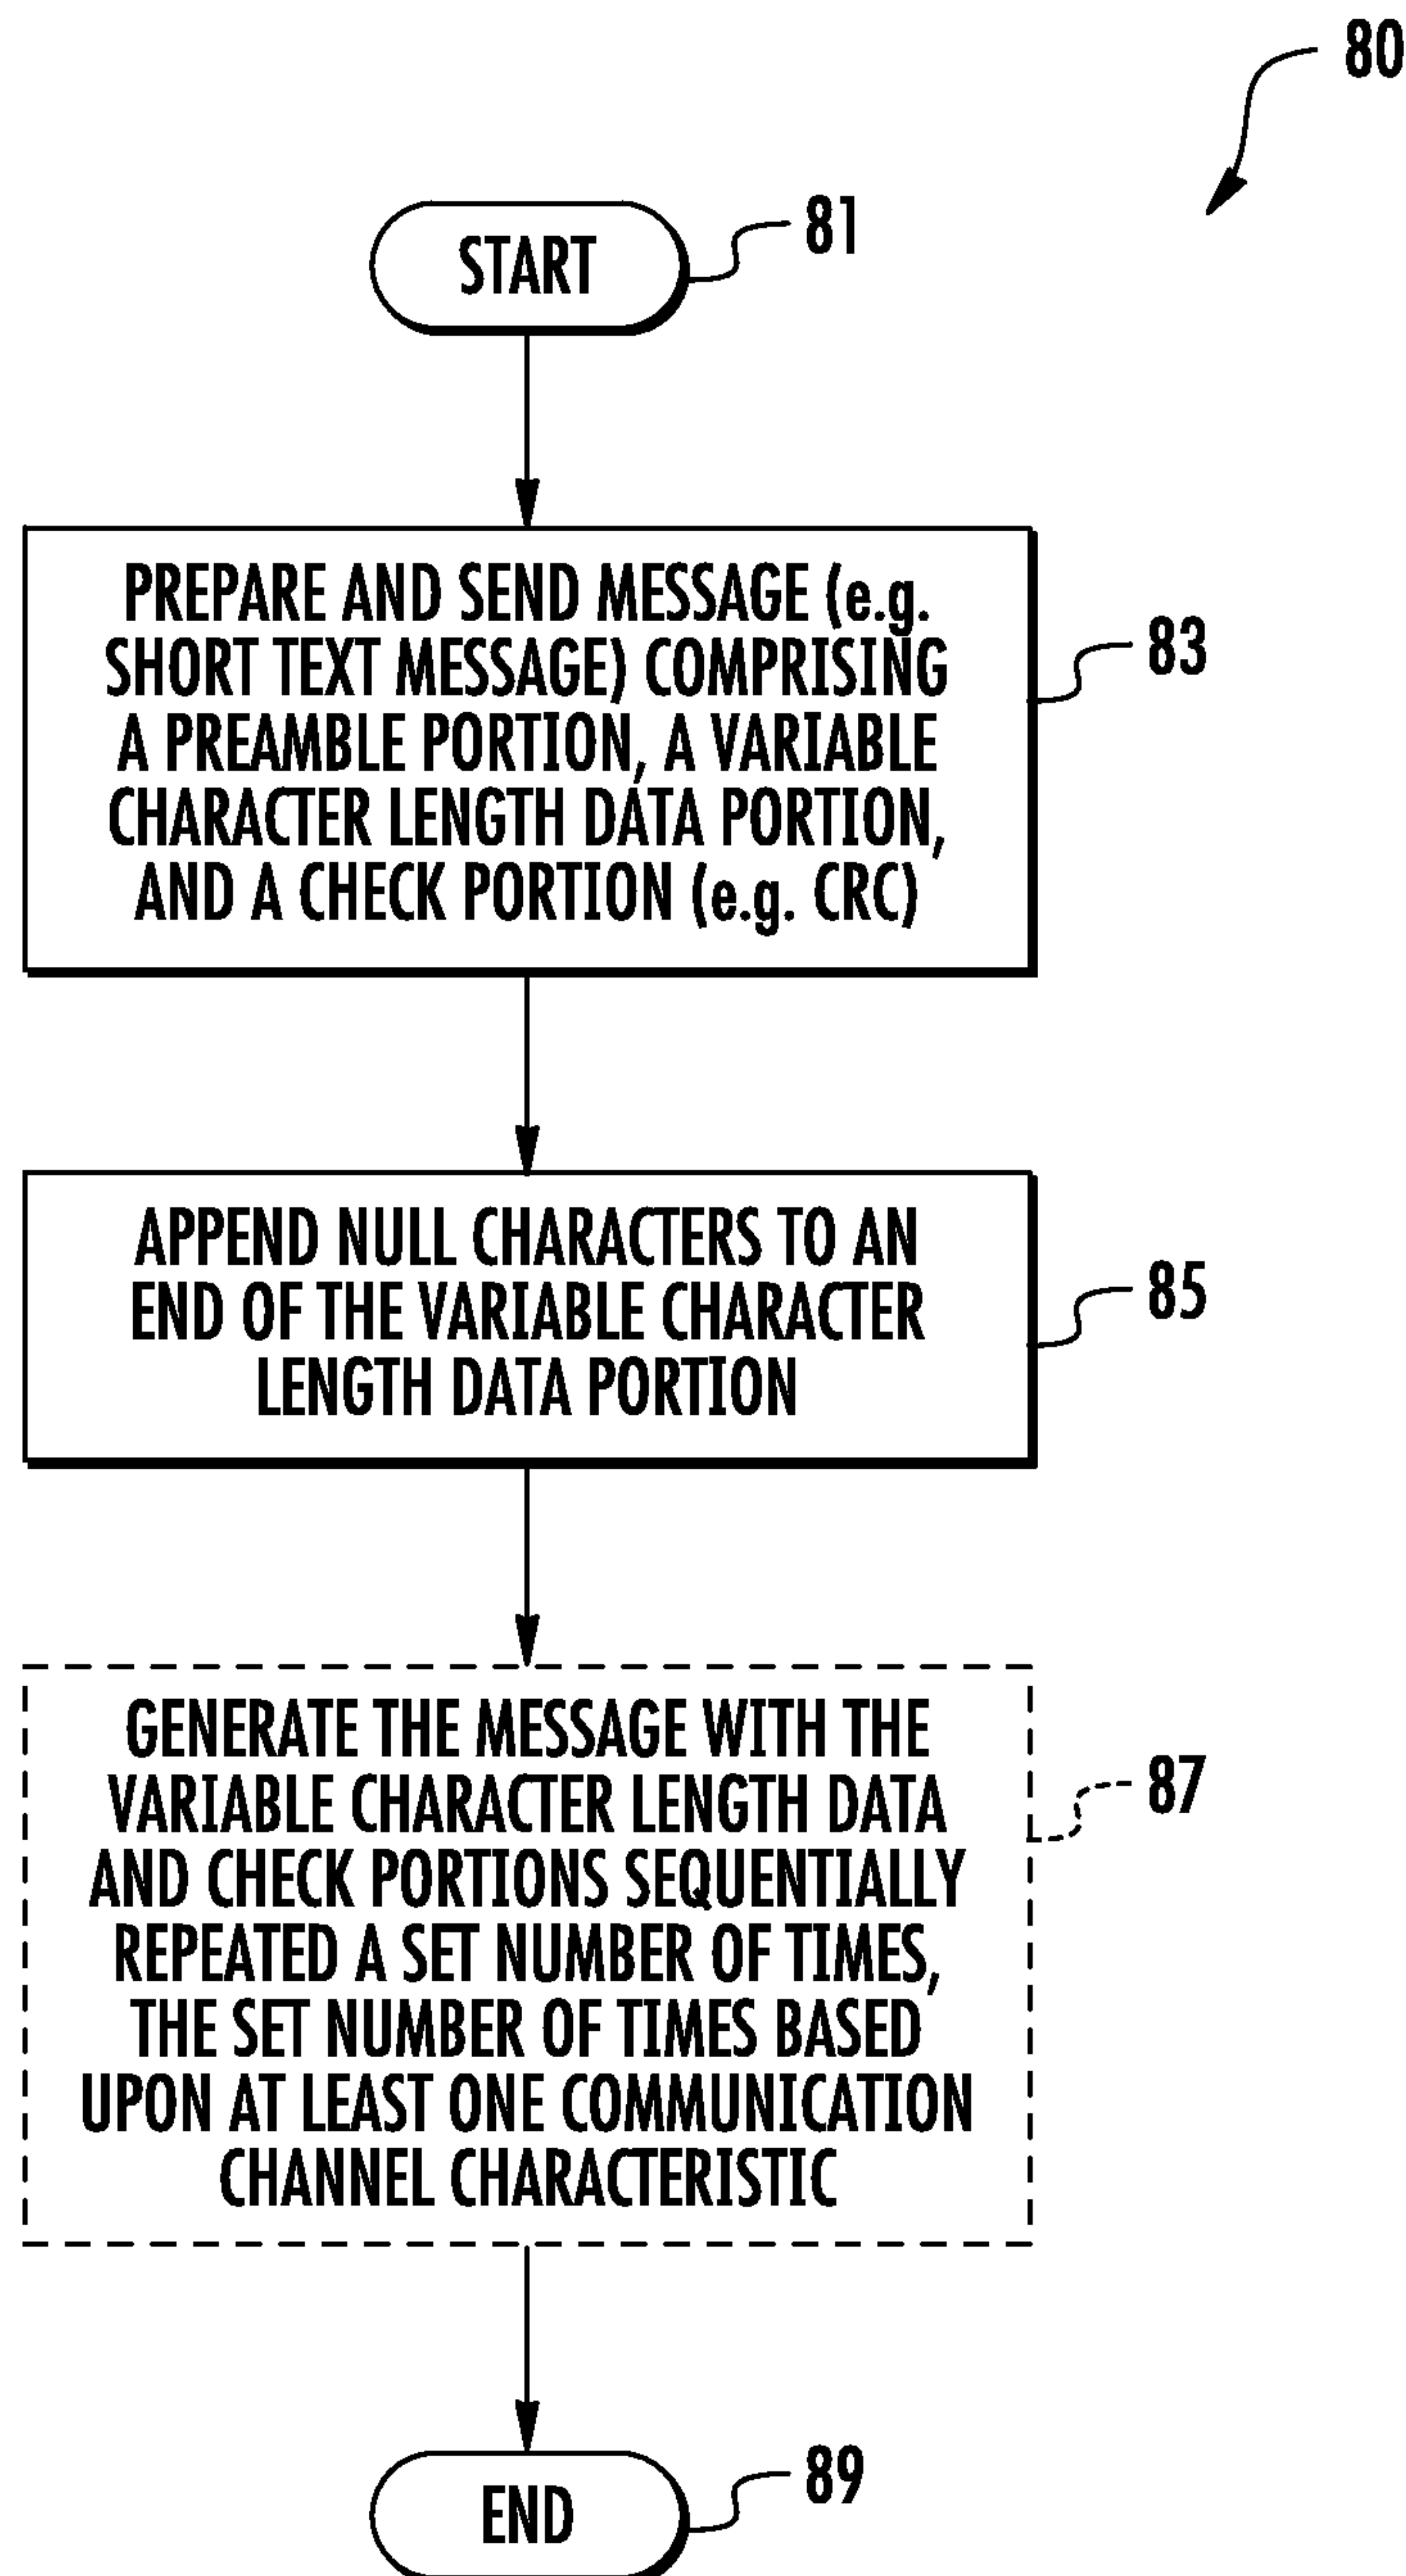 80
START
81
PREPARE AND SEND MESSAGE (e.g.
SHORT TEXT MESSAGE) COMPRISING
A PREAMBLE PORTION, A VARIABLE
CHARACTER LENGTH DATA PORTION,
AND A CHECK PORTION (e.g. CRC)
83
APPEND NULL CHARACTERS TO AN
END OF THE VARIABLE CHARACTER
LENGTH DATA PORTION
85
GENERATE THE MESSAGE WITH THE
VARIABLE CHARACTER LENGTH DATA
AND CHECK PORTIONS SEQUENTIALLY
REPEATED A SET NUMBER OF TIMES,
THE SET NUMBER OF TIMES BASED
UPON AT LEAST ONE COMMUNICATION
CHANNEL CHARACTERISTIC
87
END
89